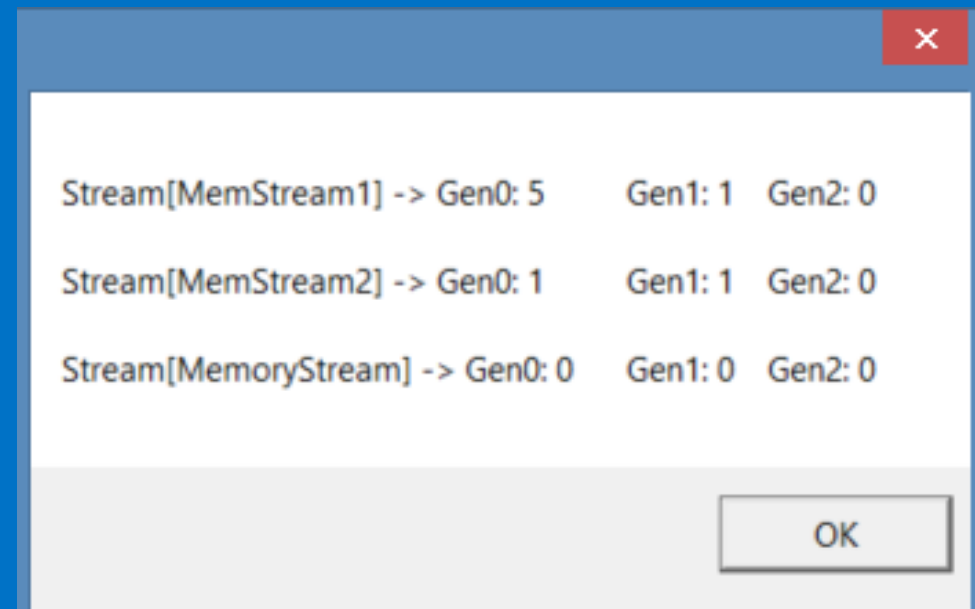 Stream[MemStream1] -> Gen0: 5 Gen1: 1 Gen2: 0
Stream[MemStream2] -> Gen0: 1 Gen1: 1 Gen2: 0
Stream[MemoryStream] -> Gen0: 0 Gen1: 0 Gen2: 0
OK